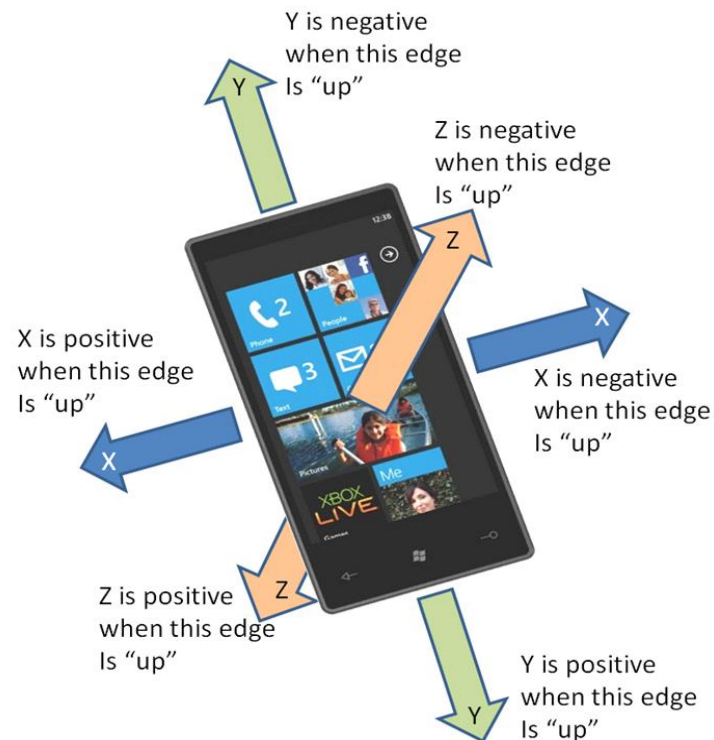 Y is negative
when this edge
Is “up”
Y
Z is negative
when this edge
Is “up”
Z
12:38
2
Phone
People
f
X
X is positive
when this edge
Is “up”
3
Text
X is negative
when this edge
Is “up”
X
Pictures
Me
XBOX
LIVE
Games
Z is positive
when this edge
Is “up”
Z
Y is positive
when this edge
Is “up”
Y